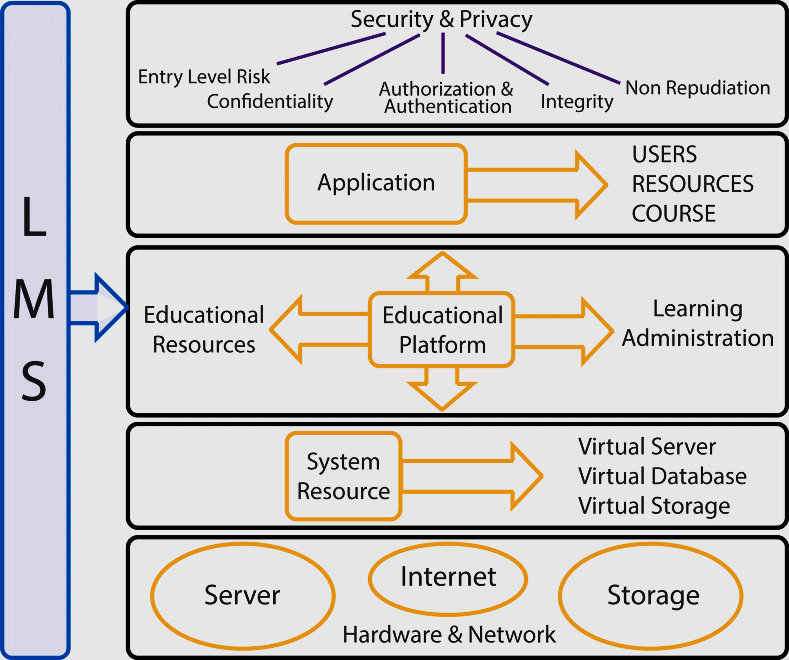 L
M
S
Security & Privacy
Entry Level Risk
Confidentiality
Authorization &
Authentication
Integrity
Non Repudiation
Application
USERS
RESOURCES
COURSE
Educational
Resources
Educational
Platform
Learning
Administration
System
Resource
Virtual Server
Virtual Database
Virtual Storage
Server
Internet
Storage
Hardware & Network